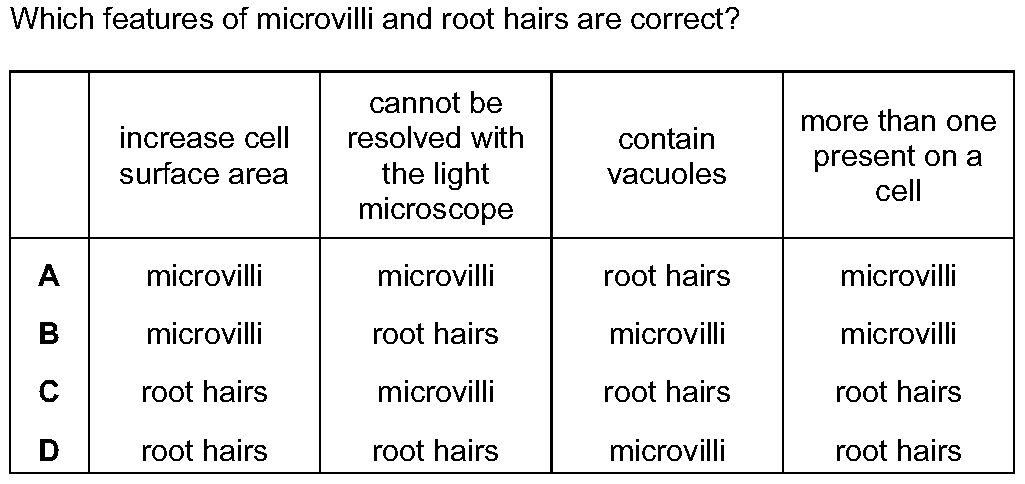 Which features of microvilli and root hairs are correct?
increase cell surface area
cannot be resolved with the light microscope
contain vacuoles
more than one present on a cell
A microvilli microvilli root hairs microvilli
B microvilli root hairs microvilli microvilli
C root hairs microvilli root hairs root hairs
D root hairs root hairs microvilli root hairs